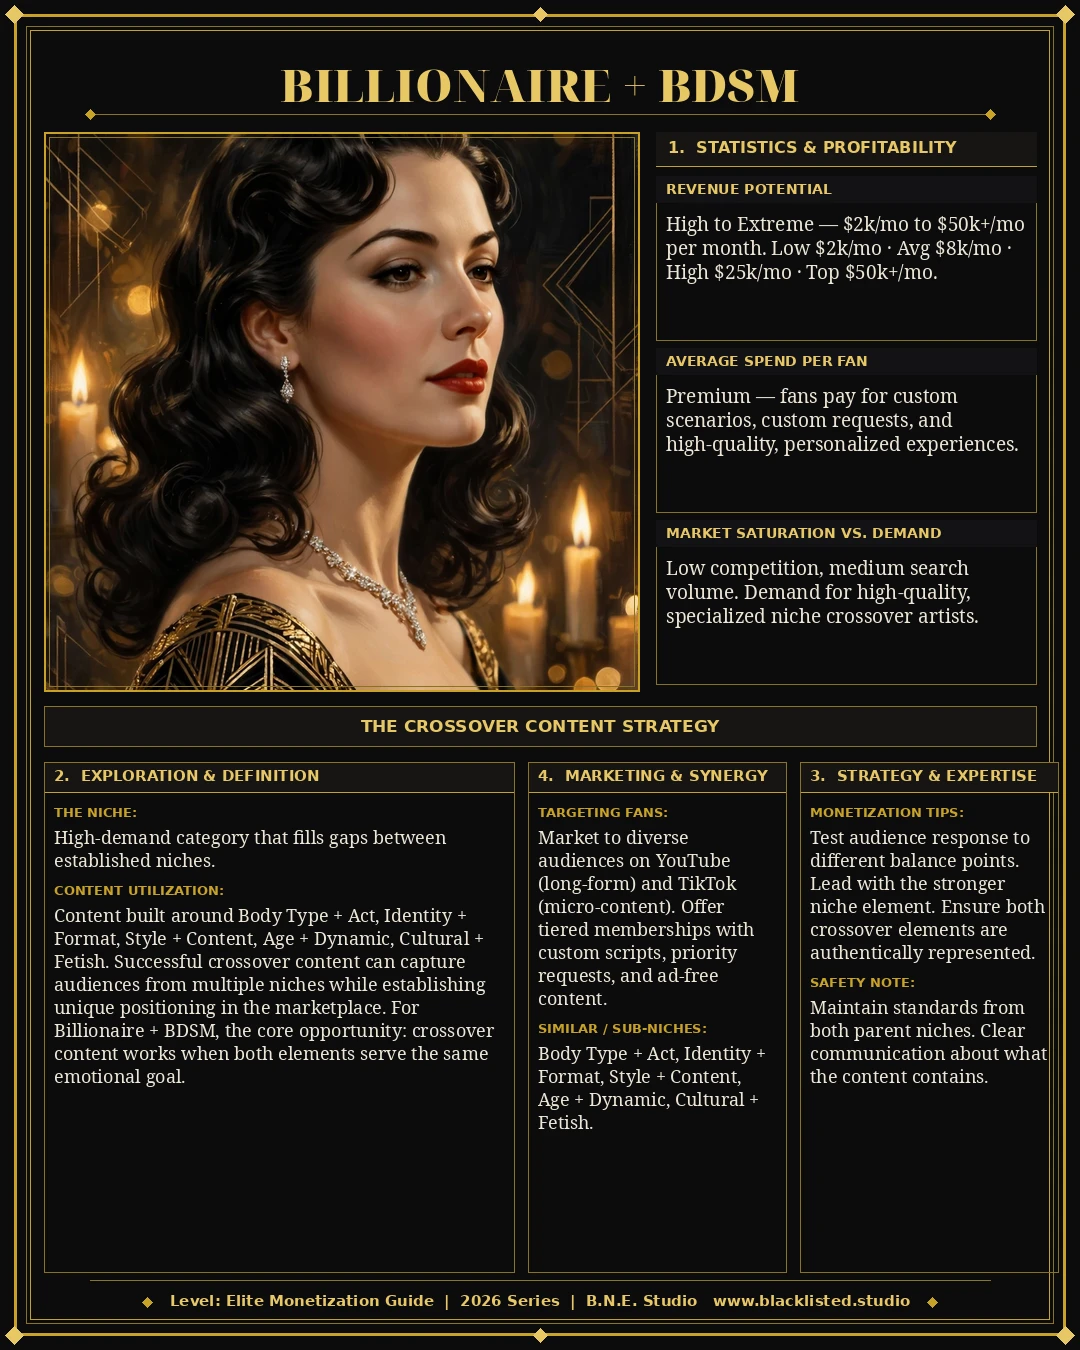 BILLIONAIRE + BDSM
1. STATISTICS & PROFITABILITY
REVENUE POTENTIAL
High to Extreme — $2k/mo to $50k+/mo
per month. Low $2k/mo · Avg $8k/mo ·
High $25k/mo · Top $50k+/mo.
AVERAGE SPEND PER FAN
Premium — fans pay for custom
scenarios, custom requests, and
high-quality, personalized experiences.
MARKET SATURATION VS. DEMAND
Low competition, medium search
volume. Demand for high-quality,
specialized niche crossover artists.
THE CROSSOVER CONTENT STRATEGY
2. EXPLORATION & DEFINITION
THE NICHE:
High-demand category that fills gaps between
established niches.
CONTENT UTILIZATION:
Content built around Body Type + Act, Identity +
Format, Style + Content, Age + Dynamic, Cultural +
Fetish. Successful crossover content can capture
audiences from multiple niches while establishing
unique positioning in the marketplace. For
Billionaire + BDSM, the core opportunity: crossover
content works when both elements serve the same
emotional goal.
4. MARKETING & SYNERGY
TARGETING FANS:
Market to diverse
audiences on YouTube
(long-form) and TikTok
(micro-content). Offer
tiered memberships with
custom scripts, priority
requests, and ad-free
content.
SIMILAR / SUB-NICHES:
Body Type + Act, Identity +
Format, Style + Content,
Age + Dynamic, Cultural +
Fetish.
3. STRATEGY & EXPERTISE
MONETIZATION TIPS:
Test audience response to
different balance points.
Lead with the stronger
niche element. Ensure both
crossover elements are
authentically represented.
SAFETY NOTE:
Maintain standards from
both parent niches. Clear
communication about what
the content contains.
Level: Elite Monetization Guide | 2026 Series | B.N.E. Studio www.blacklisted.studio